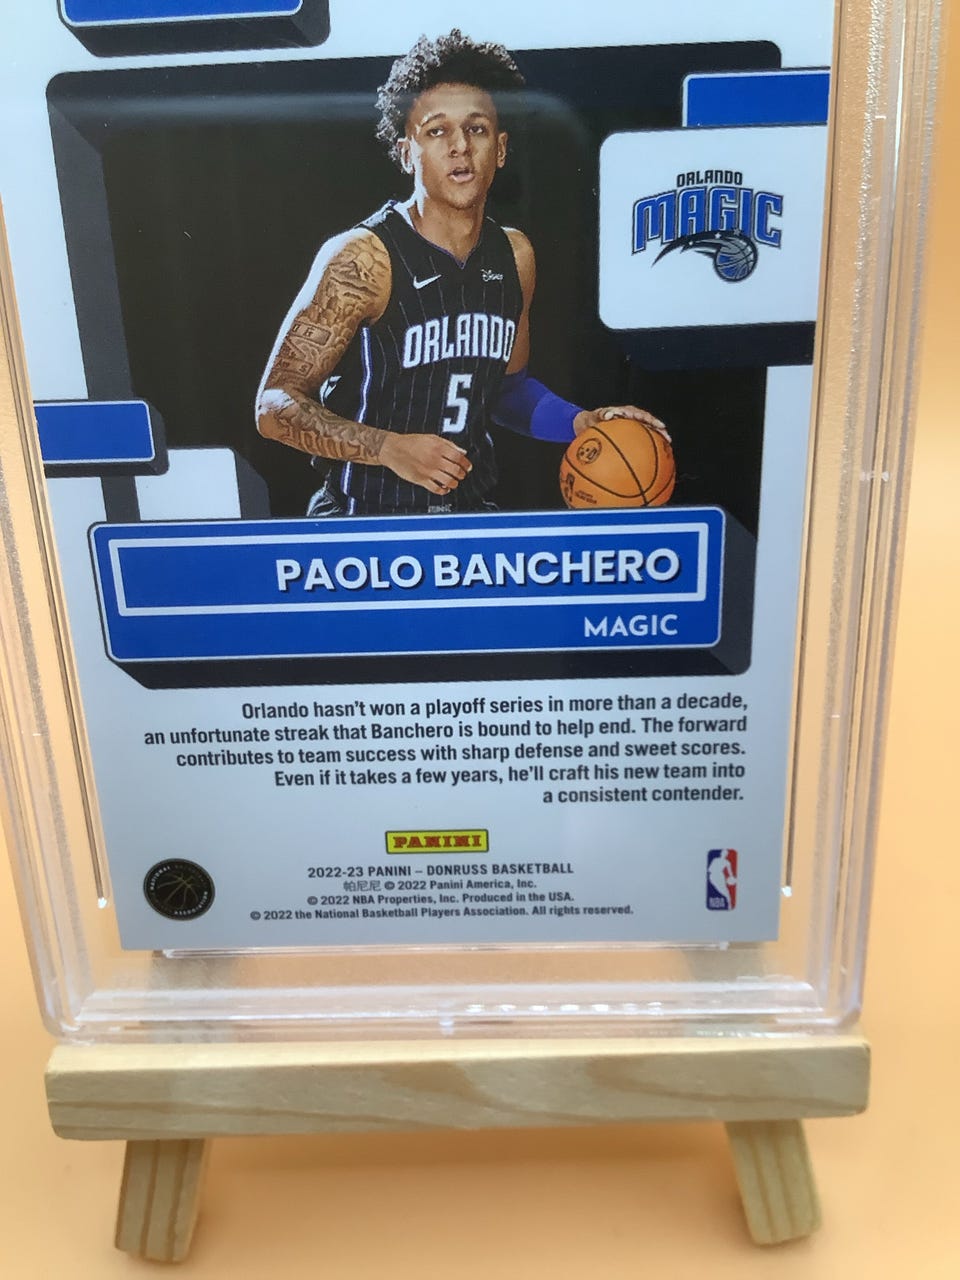 ORLANDO
MAGIC
Disney
ORLANDO
5
PAOLO BANCHERO
MAGIC
Orlando hasn't won a playoff series in more than a decade,
an unfortunate streak that Banchero is bound to help end. The forward
contributes to team success with sharp defense and sweet scores.
Even if it takes a few years, he'll craft his new team into
a consistent contender.
PANINI
2022-23 PANINI – DONRUSS BASKETBALL
帕尼尼 © 2022 Panini America, Inc.
© 2022 NBA Properties, Inc. Produced in the USA.
© 2022 the National Basketball Players Association. All rights reserved.
NBA